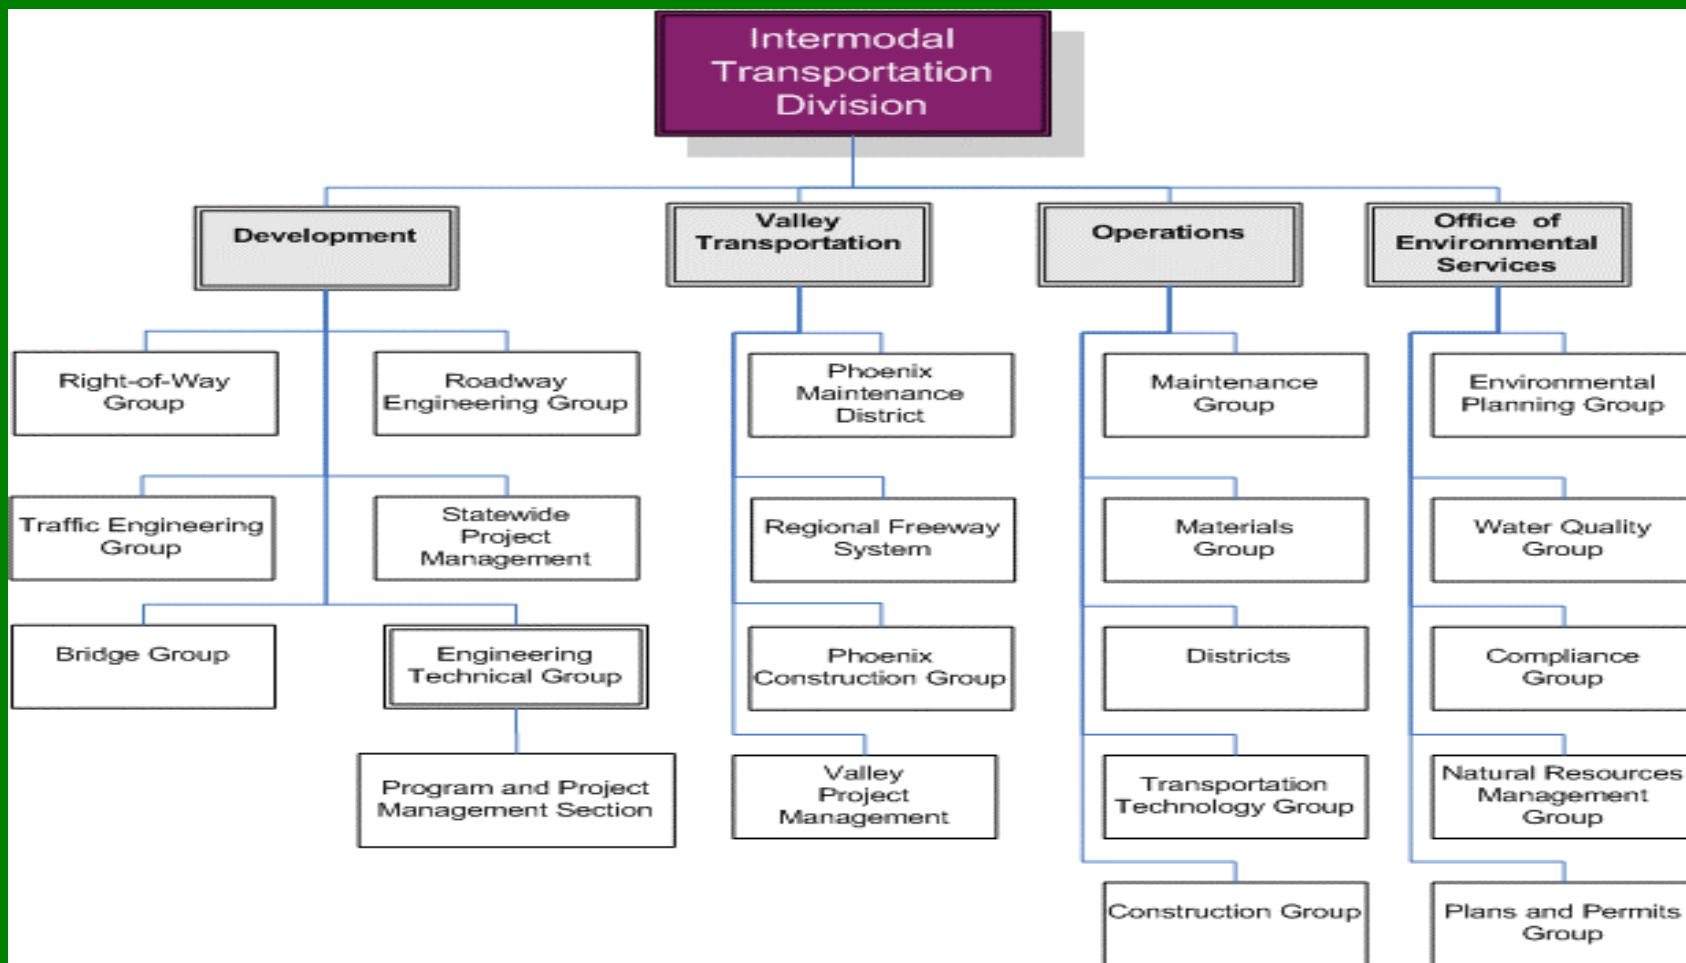 Intermodal
Transportation
Division
Development
Valley
Transportation
Operations
Office of
Environmental
Services
Right-of-Way
Group
Roadway
Engineering Group
Phoenix
Maintenance
District
Maintenance
Group
Environmental
Planning Group
Traffic Engineering
Group
Statewide
Project
Management
Regional Freeway
System
Materials
Group
Water Quality
Group
Bridge Group
Engineering
Technical Group
Phoenix
Construction Group
Districts
Compliance
Group
Program and Project
Management Section
Valley
Project
Management
Transportation
Technology Group
Natural Resources
Management
Group
Construction Group
Plans and Permits
Group